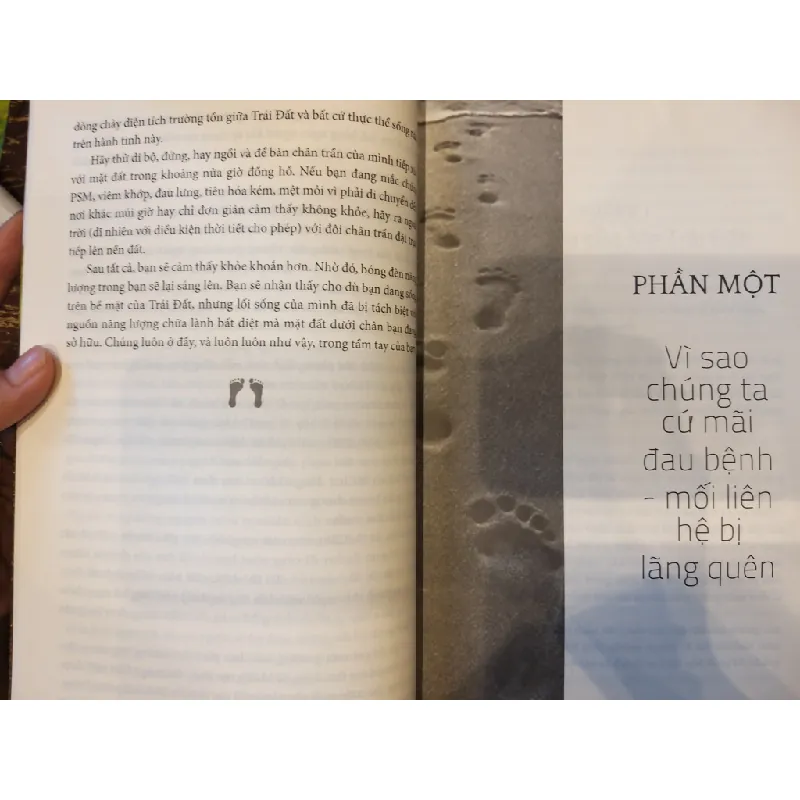 dòng chảy điện tích trường tồn giữa Trái Đất và bất cứ thực thể sống
trên hành tinh này.
Hãy thử đi bộ, đứng, hay ngồi và để bàn chân trần của mình tiếp
với mặt đất trong khoảng nửa giờ đồng hồ. Nếu bạn đang mắc
PSM, viêm khớp, đau lưng, tiêu hóa kém, mệt mỏi vì phải di chuyển
nơi khác múi giờ hay chỉ đơn giản cảm thấy không khỏe, hãy ra
trời (dĩ nhiên với điều kiện thời tiết cho phép) với đôi chân trần đặt
tiếp lên nền đất.
Sau tất cả, bạn sẽ cảm thấy khỏe khoắn hơn. Nhờ đó, bóng đèn
lượng trong bạn sẽ lại sáng lên. Bạn sẽ nhận thấy cho dù bạn đang sống
trên bề mặt của Trái Đất, nhưng lối sống của mình đã bị tách biệt
nguồn năng lượng chữa lành bất diệt mà mặt đất dưới chân bạn
sở hữu. Chúng luôn ở đây, và luôn luôn như vậy, trong tầm tay của bạn
PHẦN MỘT
Vì sao
chúng ta
cứ mãi
đau bệnh
- mối liên
hệ bị
lãng quên